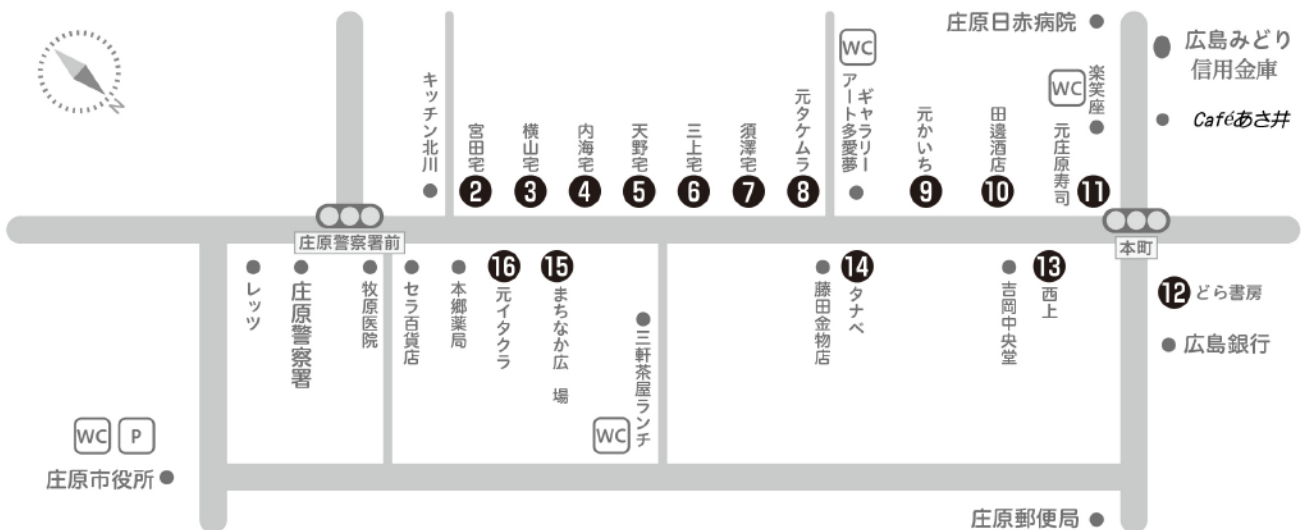 庄原日赤病院
広島みどり
信用金庫
Caféあさ井
WC
ギャラリー
アート多愛夢
WC
楽笑座
N
キッチン北川
宮田宅
2
横山宅
3
内海宅
4
天野宅
5
三上宅
6
須澤宅
7
元タケムラ
8
元かいち
9
田邊酒店
10
元庄原寿司
11
庄原警察署前
本町
レッツ
庄原警察署
牧原医院
セラ百貨店
本郷薬局
16
元イタクラ
15
まちなか広 場
三軒茶屋ランチ
藤田金物店
14
タナベ
吉岡中央堂
13
西上
12 どら書房
広島銀行
WC
P
庄原市役所
WC
庄原郵便局